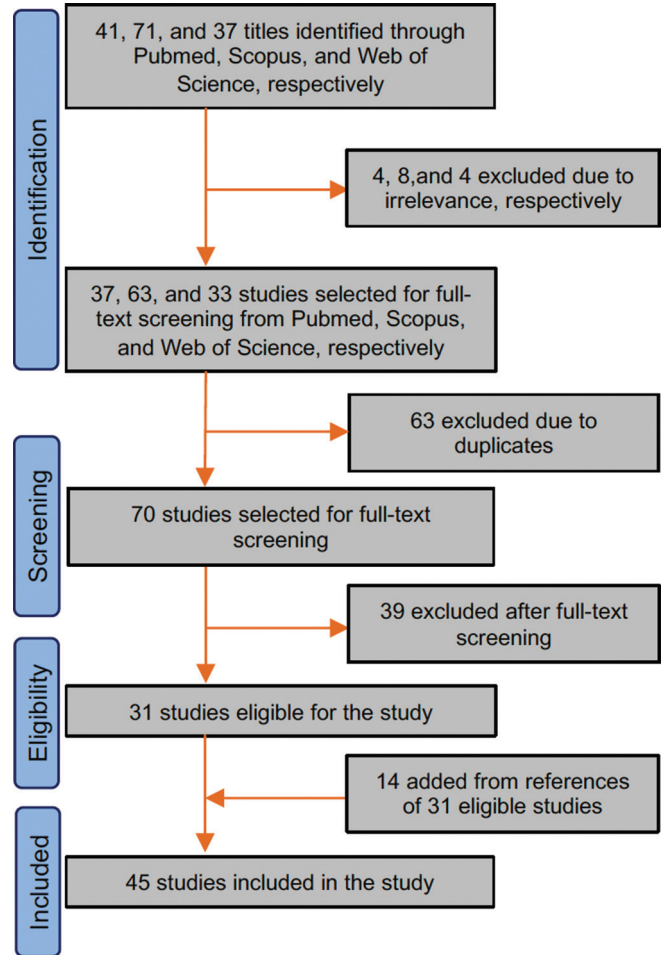 Identification
41, 71, and 37 titles identified through
Pubmed, Scopus, and Web of
Science, respectively
4, 8,and 4 excluded due to
irrelevance, respectively
37, 63, and 33 studies selected for full-
text screening from Pubmed, Scopus,
and Web of Science, respectively
63 excluded due to
duplicates
Screening
70 studies selected for full-text
screening
39 excluded after full-text
screening
Eligibility
31 studies eligible for the study
14 added from references
of 31 eligible studies
Included
45 studies included in the study